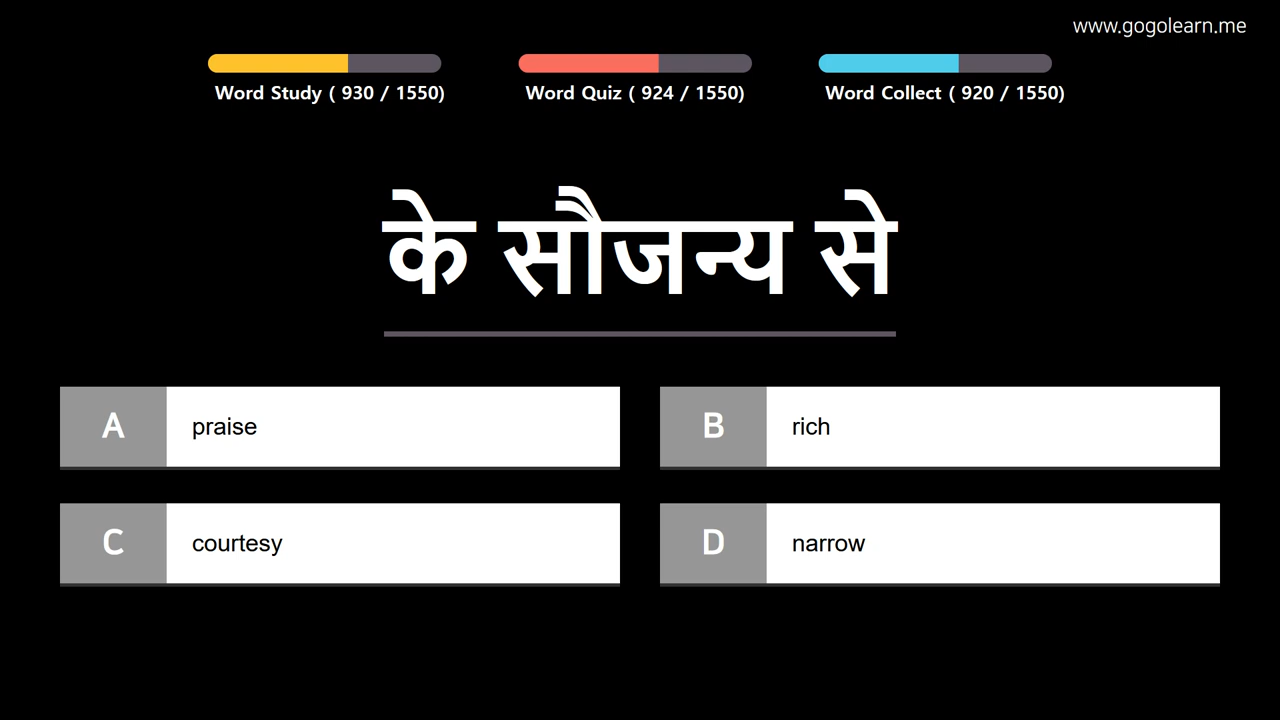 www.gogolearn.me
Word Study ( 930 / 1550)
Word Quiz ( 924 / 1550)
Word Collect ( 920 / 1550)
के सौजन्य से
A praise
B rich
C courtesy
D narrow